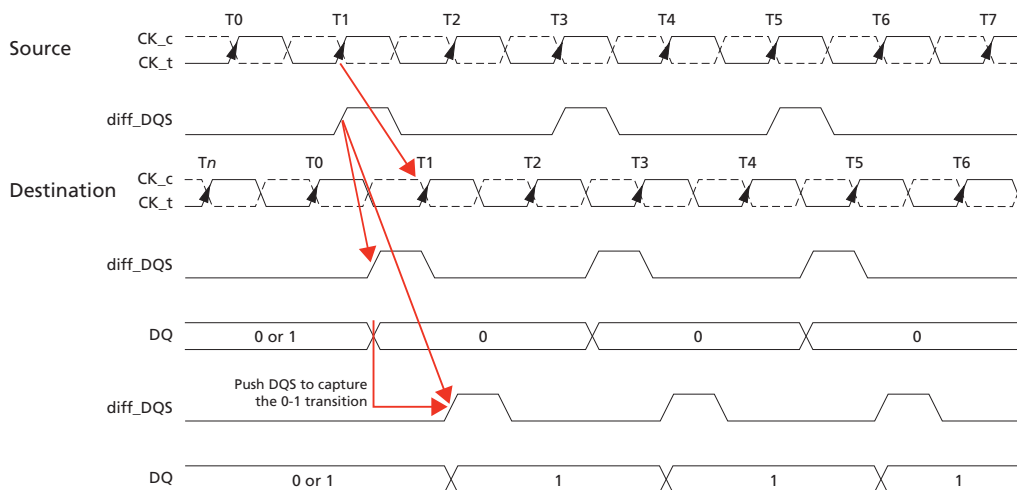 T0 T1 T2 T3 T4 T5 T6 T7
Source
CK_c
CK_t
diff_DQS
Tn T0 T1 T2 T3 T4 T5 T6
Destination
CK_c
CK_t
diff_DQS
DQ 0 or 1 0 0 0
Push DQS to capture
the 0-1 transition
diff_DQS
DQ 0 or 1 1 1 1